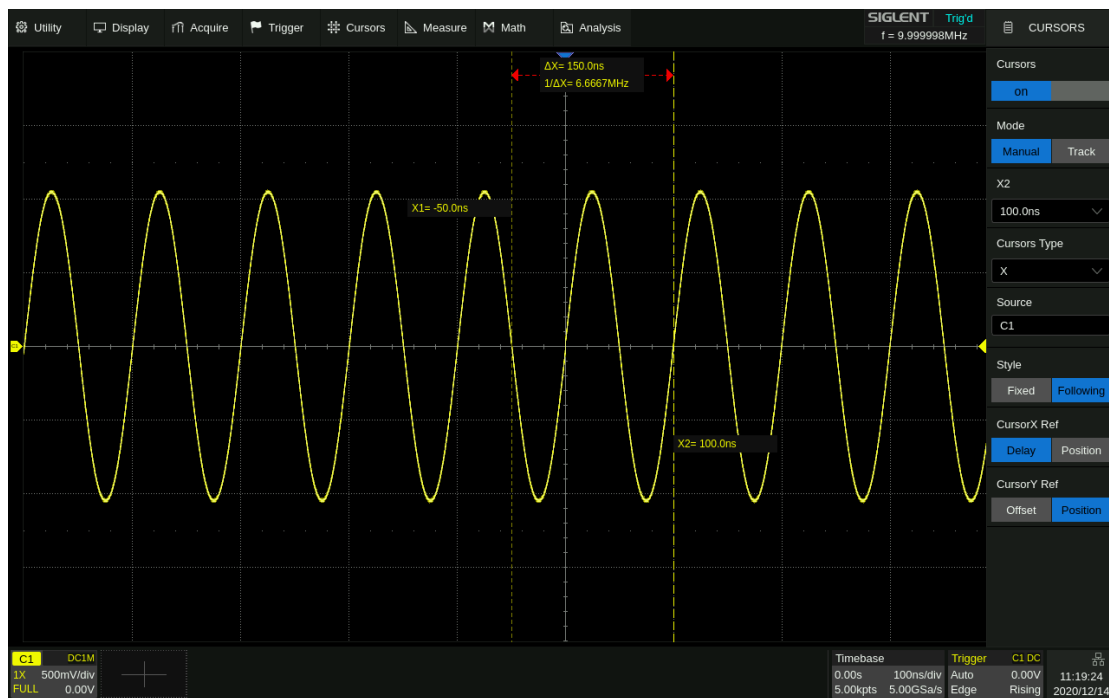 Utility Display Acquire Trigger Cursors Measure Math Analysis
SIGLENT Trig'd
f = 9.999998MHz
CURSORS
ΔX= 150.0ns
1/ΔX= 6.6667MHz
X1= -50.0ns
X2= 100.0ns
Cursors
on
Mode
Manual Track
X2
100.0ns
Cursors Type
X
Source
C1
Style
Fixed Following
CursorX Ref
Delay Position
CursorY Ref
Offset Position
C1 DC1M
1X 500mV/div
FULL 0.00V
Timebase
0.00s 100ns/div
5.00kpts 5.00GSa/s
Trigger C1 DC
Auto 0.00V
Edge Rising
11:19:24
2020/12/14